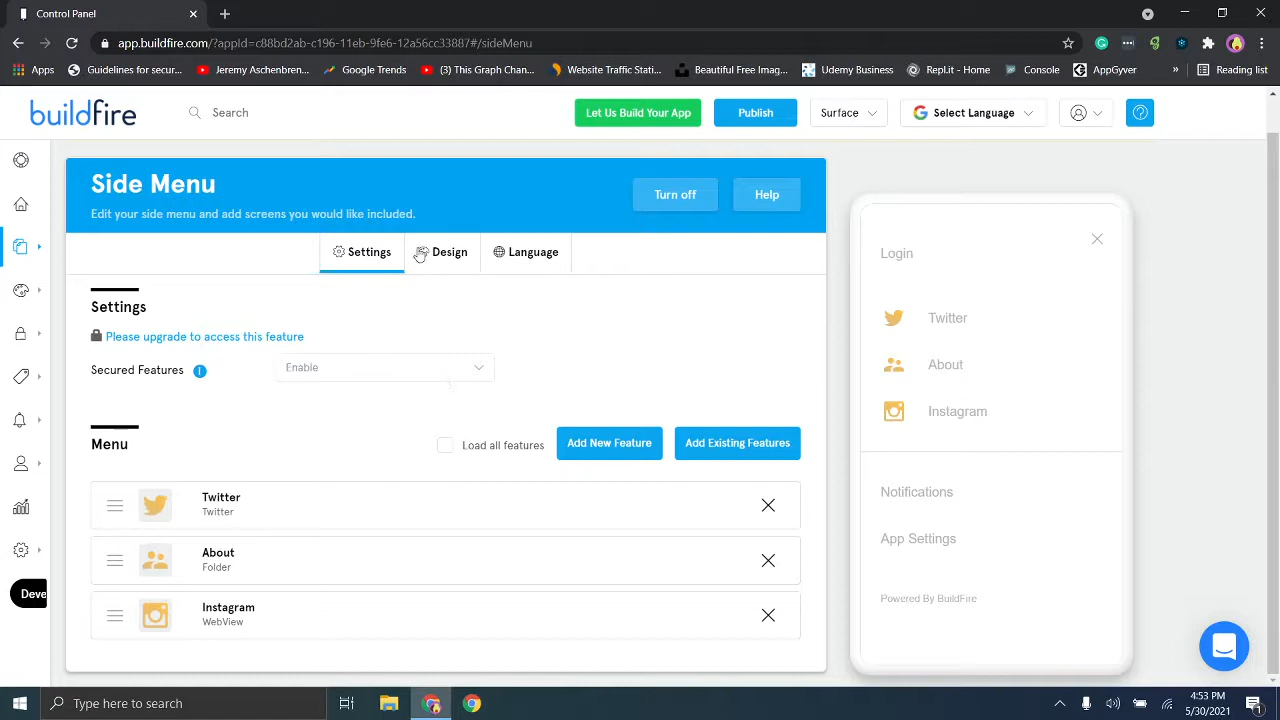 Control Panel
app.buildfire.com/?appId=c88bd2ab-c196-11eb-9fe6-12a56cc33887#/sideMenu
Apps
Guidelines for secur...
Jeremy Aschenbren...
Google Trends
This Graph Chan...
Website Traffic Stati...
Beautiful Free Imag...
Udemy Business
Repl.it - Home
Console
AppGyver
»
Reading list
buildfire
Search
Let Us Build Your App
Publish
Surface
Select Language
Side Menu
Edit your side menu and add screens you would like included.
Turn off
Help
Settings
Design
Language
Settings
Please upgrade to access this feature
Secured Features
Enable
Menu
Load all features
Add New Feature
Add Existing Features
Twitter
Twitter
About
Folder
Instagram
WebView
Deve
Login
Twitter
About
Instagram
Notifications
App Settings
Powered By BuildFire
Type here to search
4:53 PM
5/30/2021